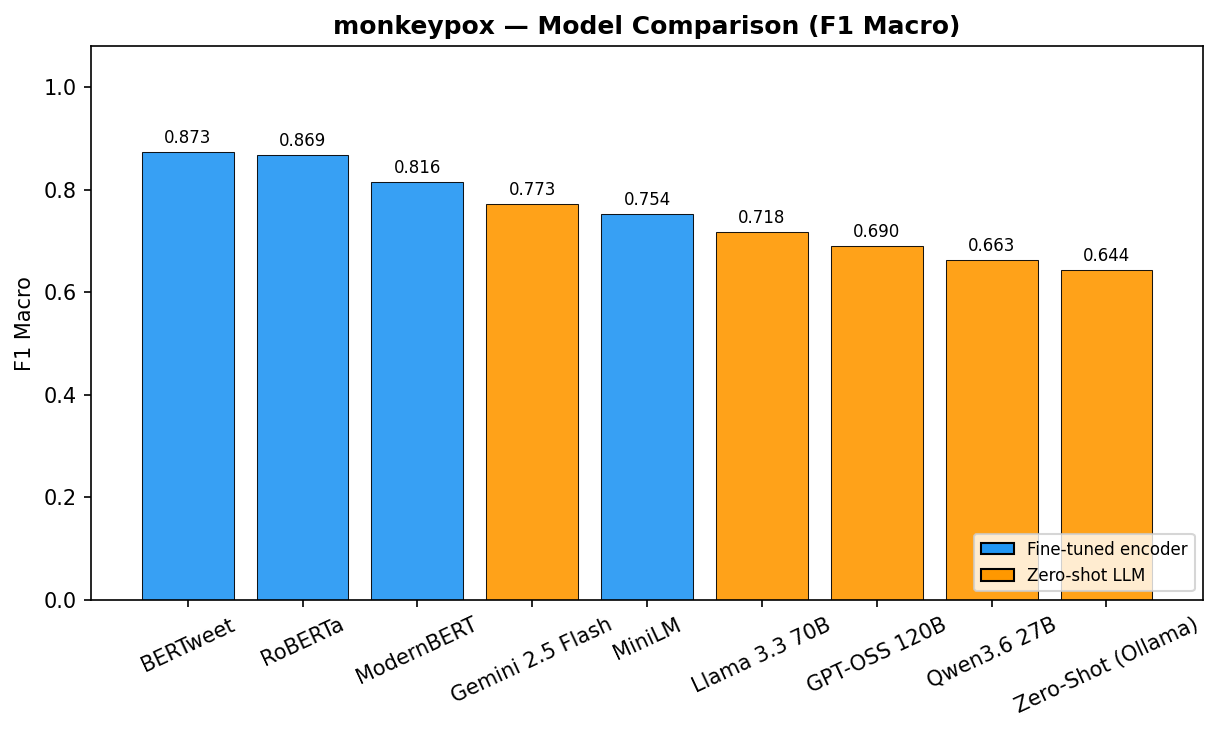 monkeypox — Model Comparison (F1 Macro)
F1 Macro
1.0
0.8
0.6
0.4
0.2
0.0
0.873
0.869
0.816
0.773
0.754
0.718
0.690
0.663
0.644
Fine-tuned encoder
Zero-shot LLM
BERTweet
RoBERTa
ModernBERT
Gemini 2.5 Flash
MiniLM
Llama 3.3 70B
GPT-OSS 120B
Qwen3.6 27B
Zero-Shot (Ollama)